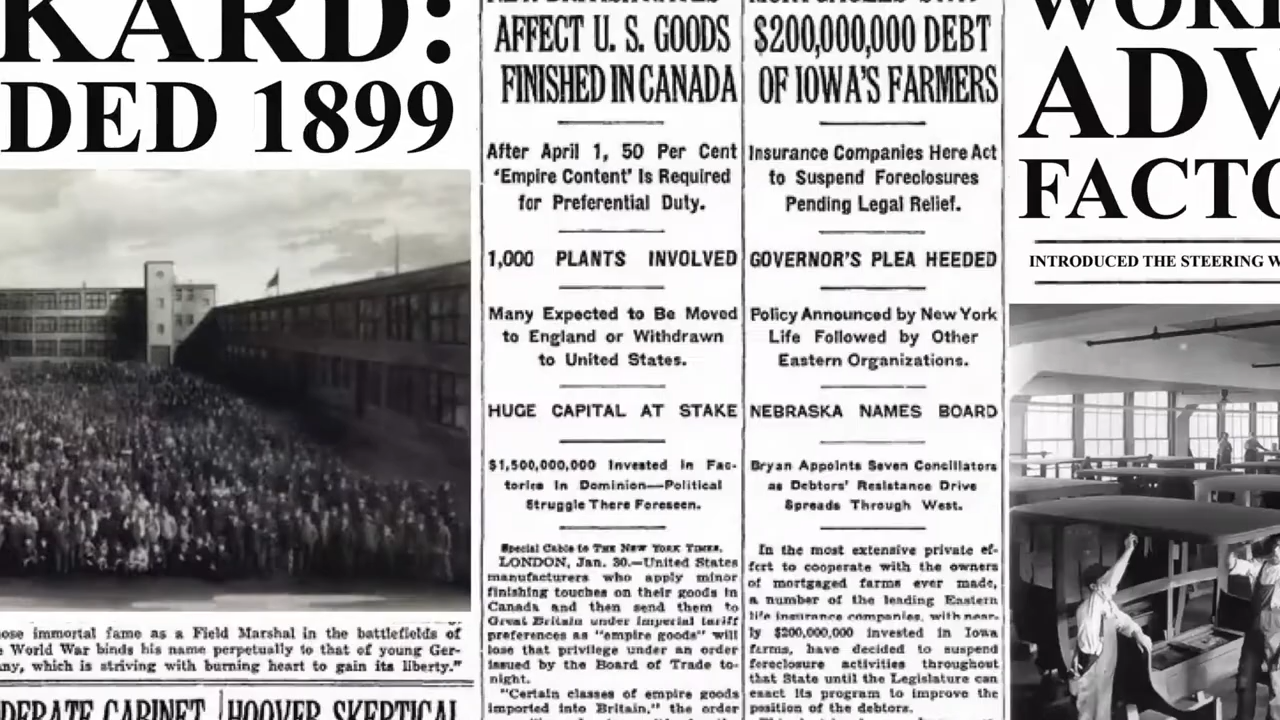 KARD:
DED 1899
ose immortal fame as a Field Marshal in the battlefields of
World War binds his name perpetually to that of young Ger-
ny, which is striving with burning heart to gain its liberty."
DERATE CABINET
HOOVER SKEPTICAL
AFFECT U. S. GOODS
FINISHED IN CANADA
After April 1, 50 Per Cent
'Empire Content' Is Required
for Preferential Duty.
1,000 PLANTS INVOLVED
Many Expected to Be Moved
to England or Withdrawn
to United States.
HUGE CAPITAL AT STAKE
$1,500,000,000 Invested in Fac-
tories in Dominion—Political
Struggle There Foreseen.
Special Cable to THE NEW YORK TIMES.
LONDON, Jan. 30.—United States
manufacturers who apply minor
finishing touches on their goods in
Canada and then send them to
Great Britain under imperial tariff
preferences as "empire goods" will
lose that privilege under an order
issued by the Board of Trade to-
night.
"Certain classes of empire goods
imported into Britain," the order
$200,000,000 DEBT
OF IOWA'S FARMERS
Insurance Companies Here Act
to Suspend Foreclosures
Pending Legal Relief.
GOVERNOR'S PLEA HEEDED
Policy Announced by New York
Life Followed by Other
Eastern Organizations.
NEBRASKA NAMES BOARD
Bryan Appoints Seven Conciliators
as Debtors' Resistance Drive
Spreads Through West.
In the most extensive private ef-
fort to cooperate with the owners
of mortgaged farms ever made,
a number of the leading Eastern
life insurance companies, with near-
ly $200,000,000 invested in Iowa
farms, have decided to suspend
foreclosure activities throughout
that State until the Legislature can
enact its program to improve the
position of the debtors.
WORL
ADV
FACTO
INTRODUCED THE STEERING W